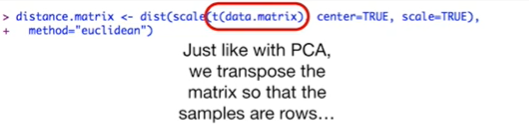 > distance.matrix <- dist(scale(t(data.matrix), center=TRUE, scale=TRUE),
+ method="euclidean")
Just like with PCA,
we transpose the
matrix so that the
samples are rows…